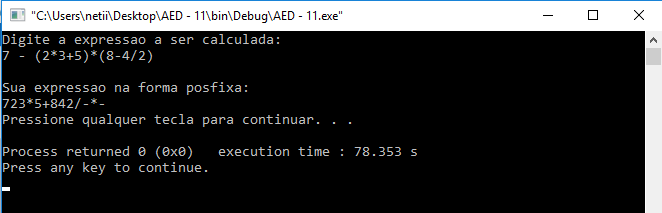 "C:\Users\netii\Desktop\AED - 11\bin\Debug\AED - 11.exe"
Digite a expressao a ser calculada:
7 - (2*3+5)*(8-4/2)
Sua expressao na forma posfixa:
723*5+842/-*-
Pressione qualquer tecla para continuar. . .
Process returned 0 (0x0)   execution time : 78.353 s
Press any key to continue.